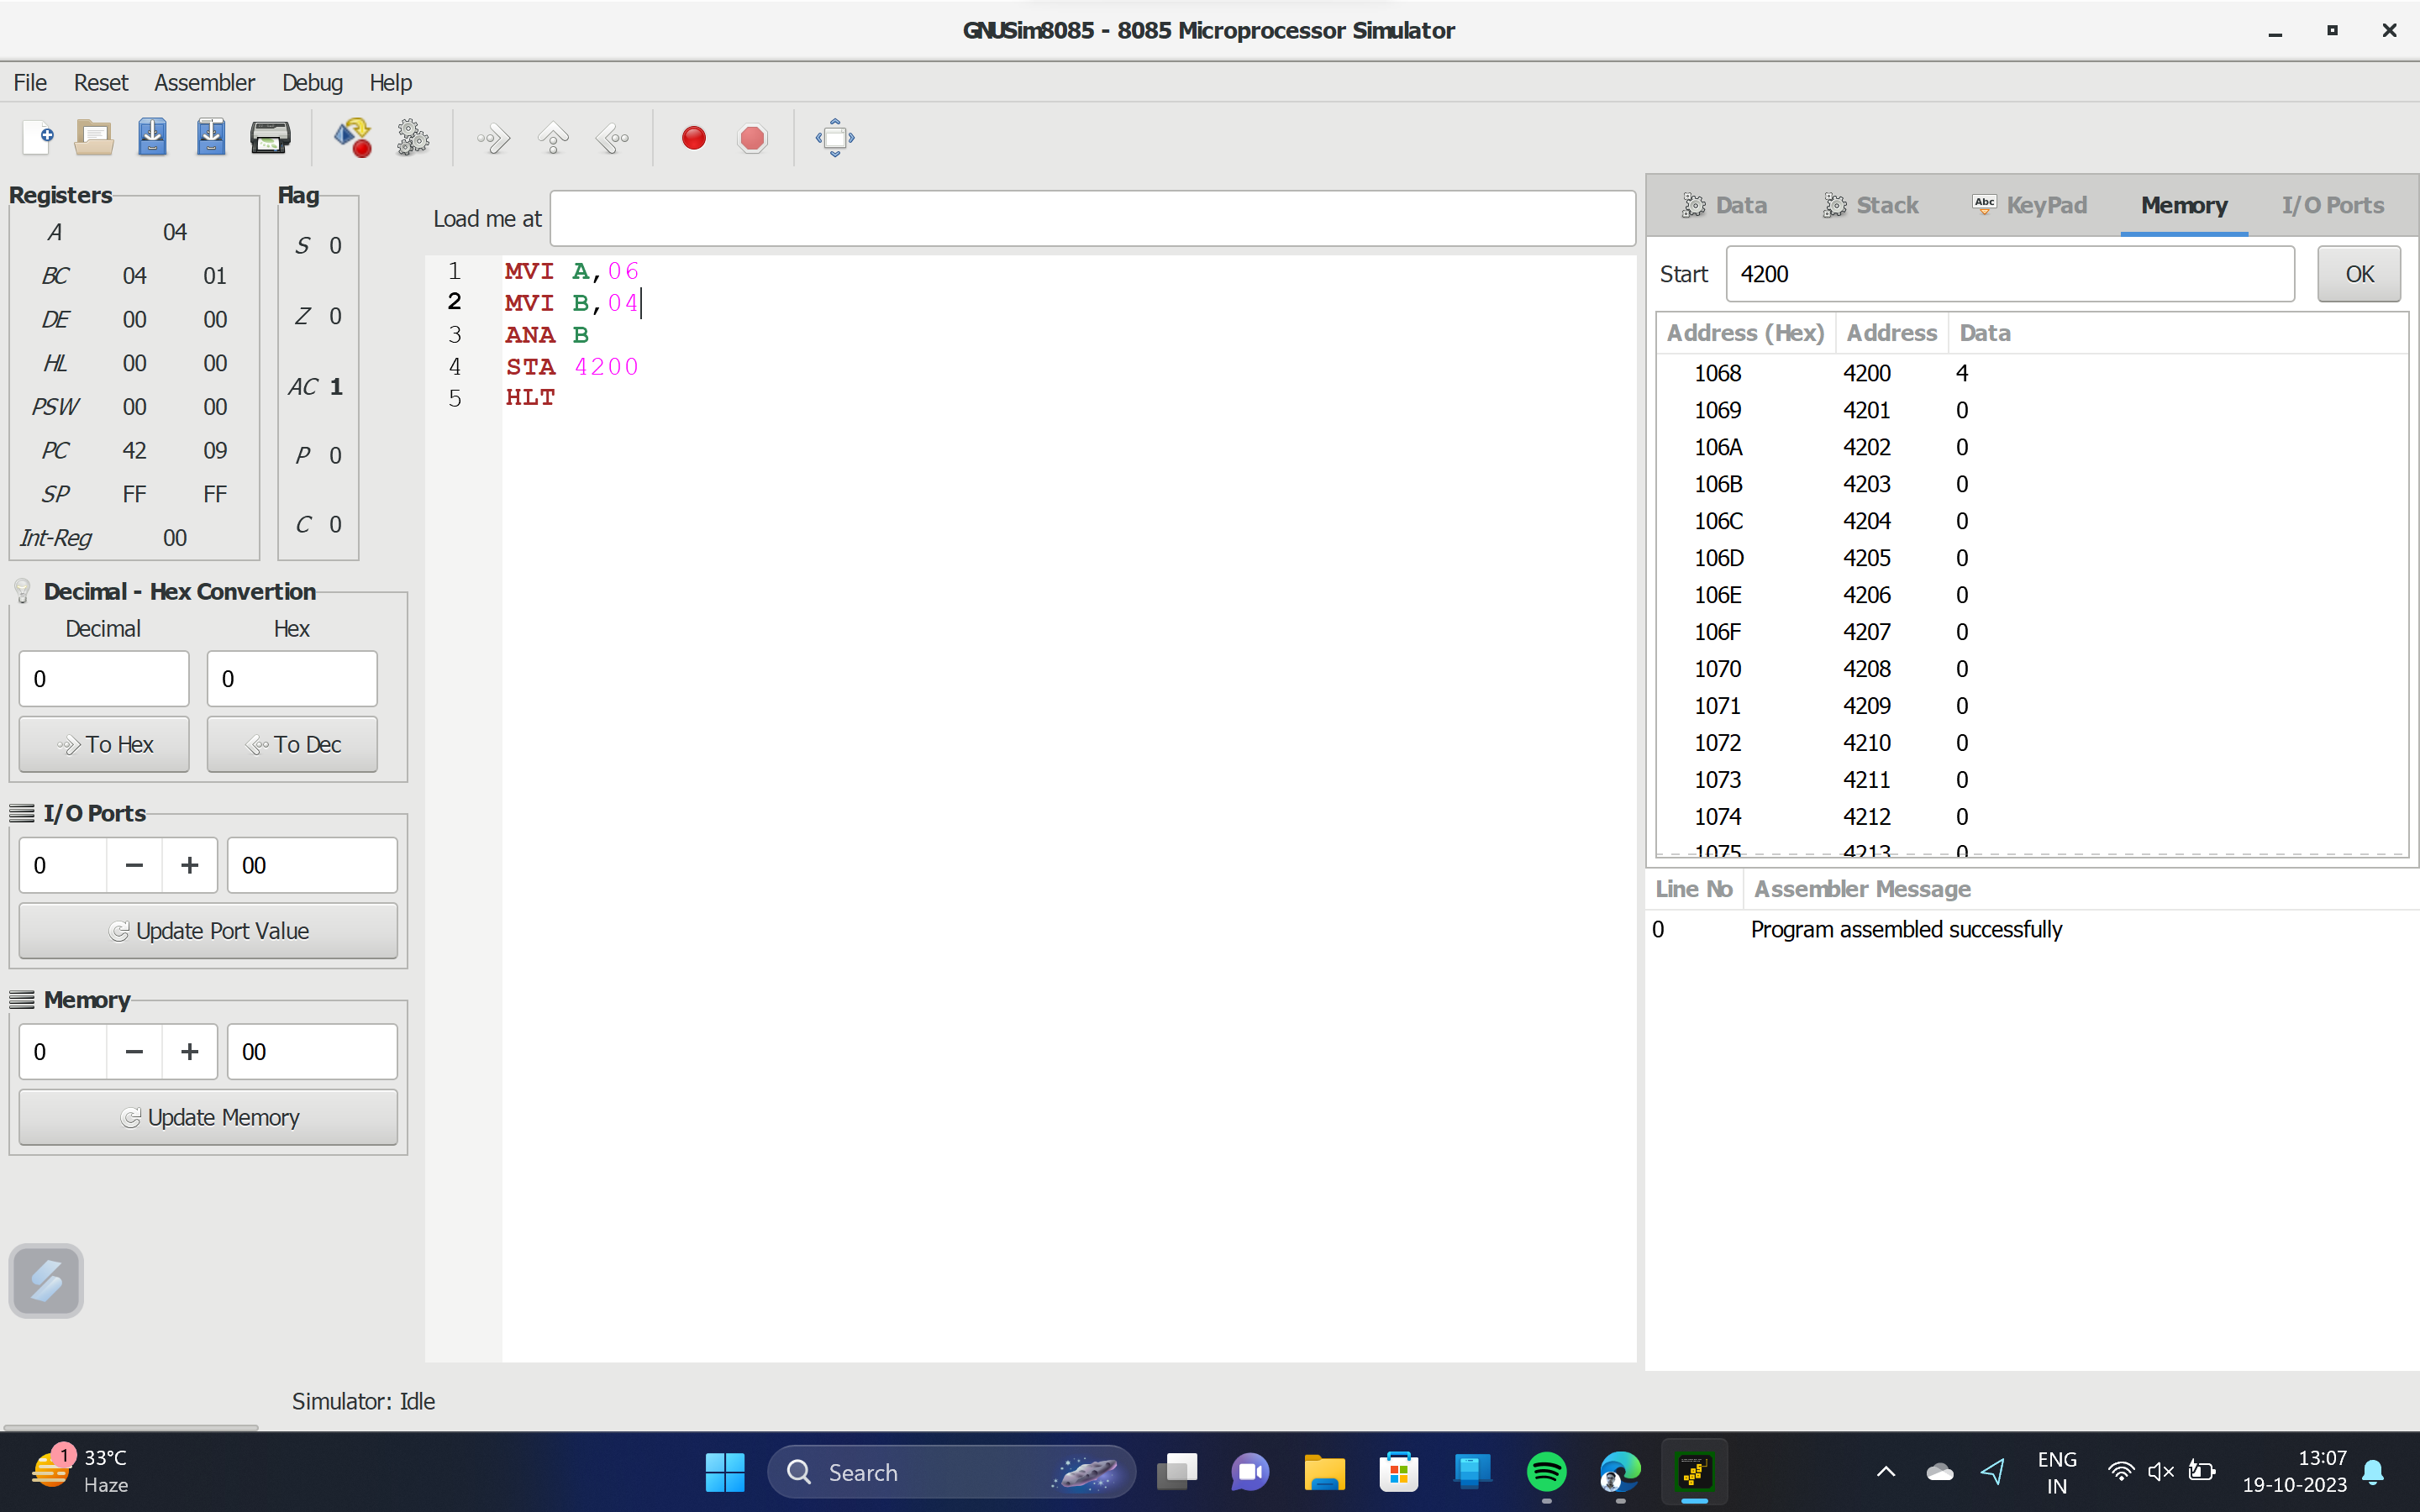 GNUSim8085 - 8085 Microprocessor Simulator
File Reset Assembler Debug Help
Registers
A 04
BC 04 01
DE 00 00
HL 00 00
PSW 00 00
PC 42 09
SP FF FF
Int-Reg 00
Flag
S 0
Z 0
AC 1
P 0
C 0
Decimal - Hex Convertion
Decimal Hex
0 0
To Hex To Dec
I/O Ports
0 − + 00
Update Port Value
Memory
0 − + 00
Update Memory
Load me at
1 MVI A,06
2 MVI B,04
3 ANA B
4 STA 4200
5 HLT
Simulator: Idle
Data Stack Abc KeyPad Memory I/O Ports
Start 4200 OK
Address (Hex) Address Data
1068 4200 4
1069 4201 0
106A 4202 0
106B 4203 0
106C 4204 0
106D 4205 0
106E 4206 0
106F 4207 0
1070 4208 0
1071 4209 0
1072 4210 0
1073 4211 0
1074 4212 0
1075 4213 0
Line No Assembler Message
0 Program assembled successfully
1
33°C
Haze
Search
ENG
IN
13:07
19-10-2023